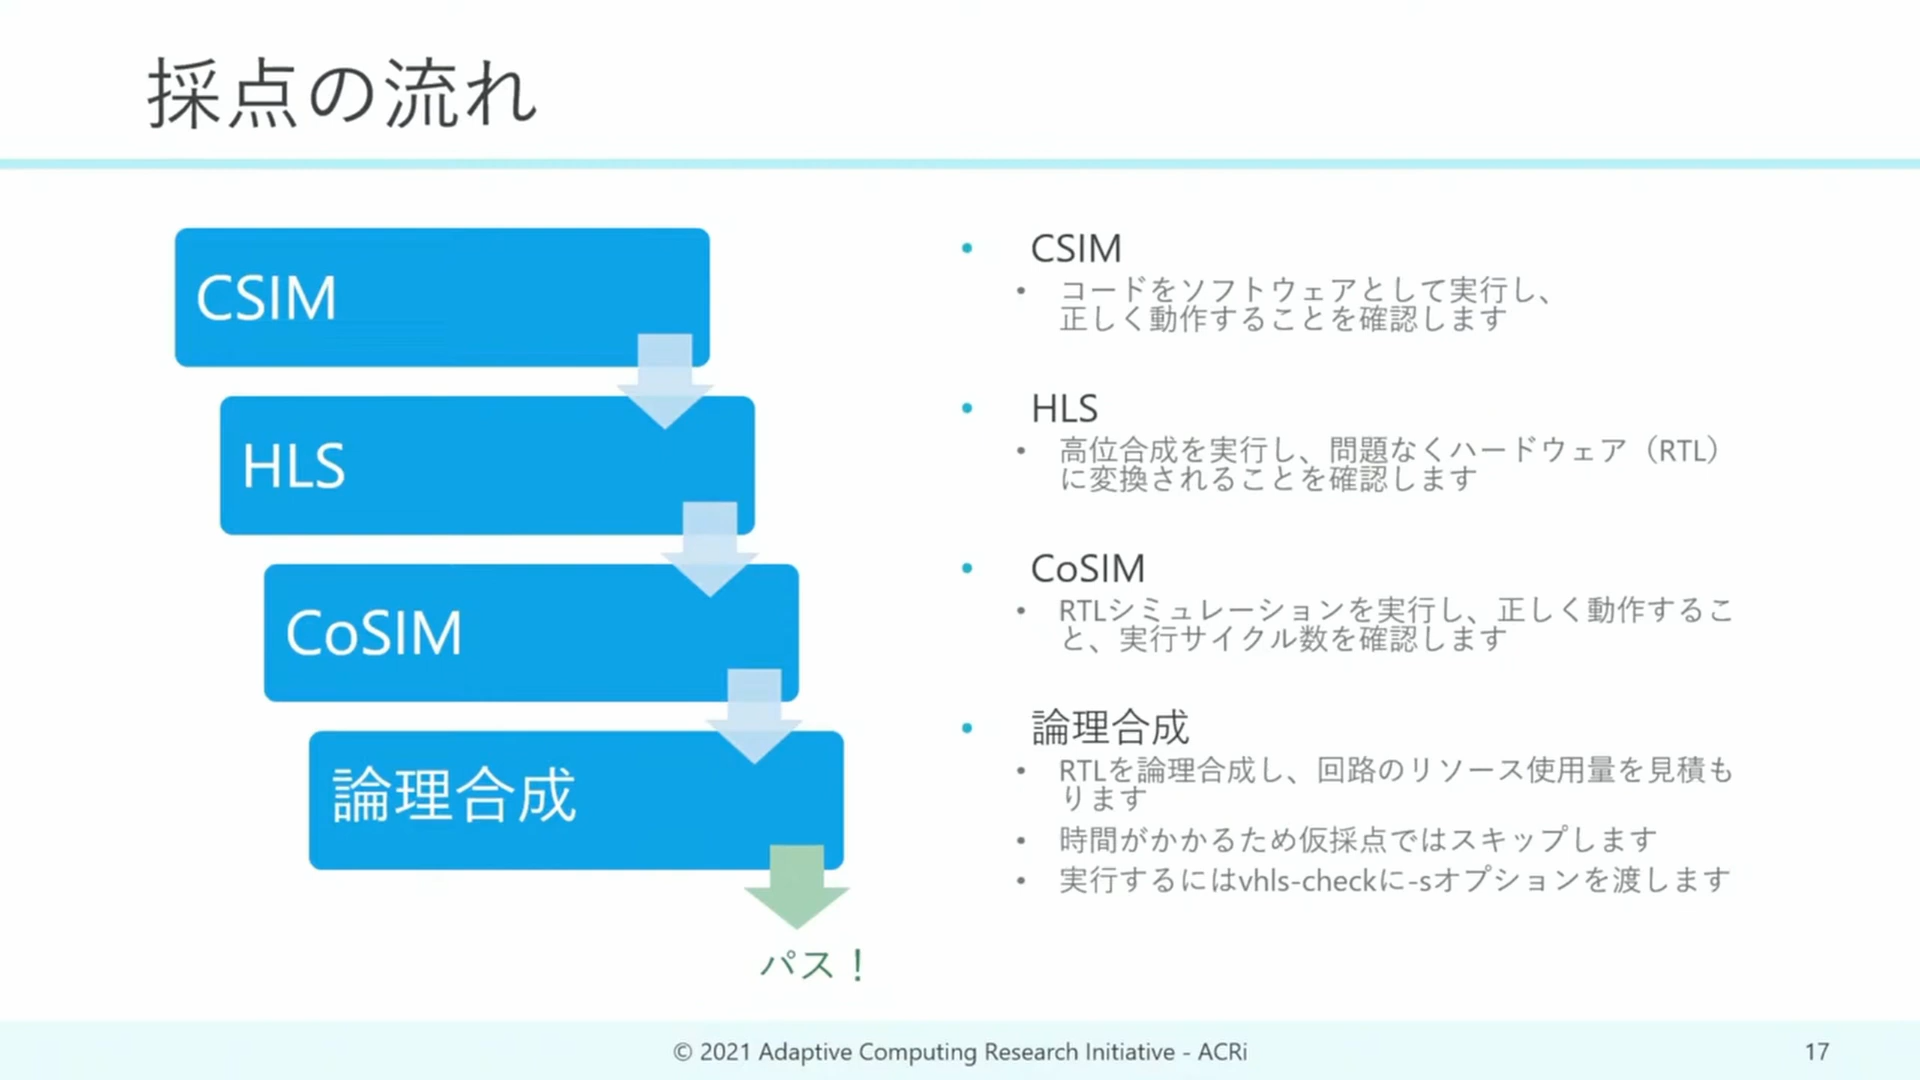 採点の流れ
CSIM
HLS
CoSIM
論理合成
パス！
• CSIM
• コードをソフトウェアとして実行し、
正しく動作することを確認します
• HLS
• 高位合成を実行し、問題なくハードウェア（RTL）
に変換されることを確認します
• CoSIM
• RTLシミュレーションを実行し、正しく動作するこ
と、実行サイクル数を確認します
• 論理合成
• RTLを論理合成し、回路のリソース使用量を見積も
ります
• 時間がかかるため仮採点ではスキップします
• 実行するにはvhls-checkに-sオプションを渡します
© 2021 Adaptive Computing Research Initiative - ACRi
17